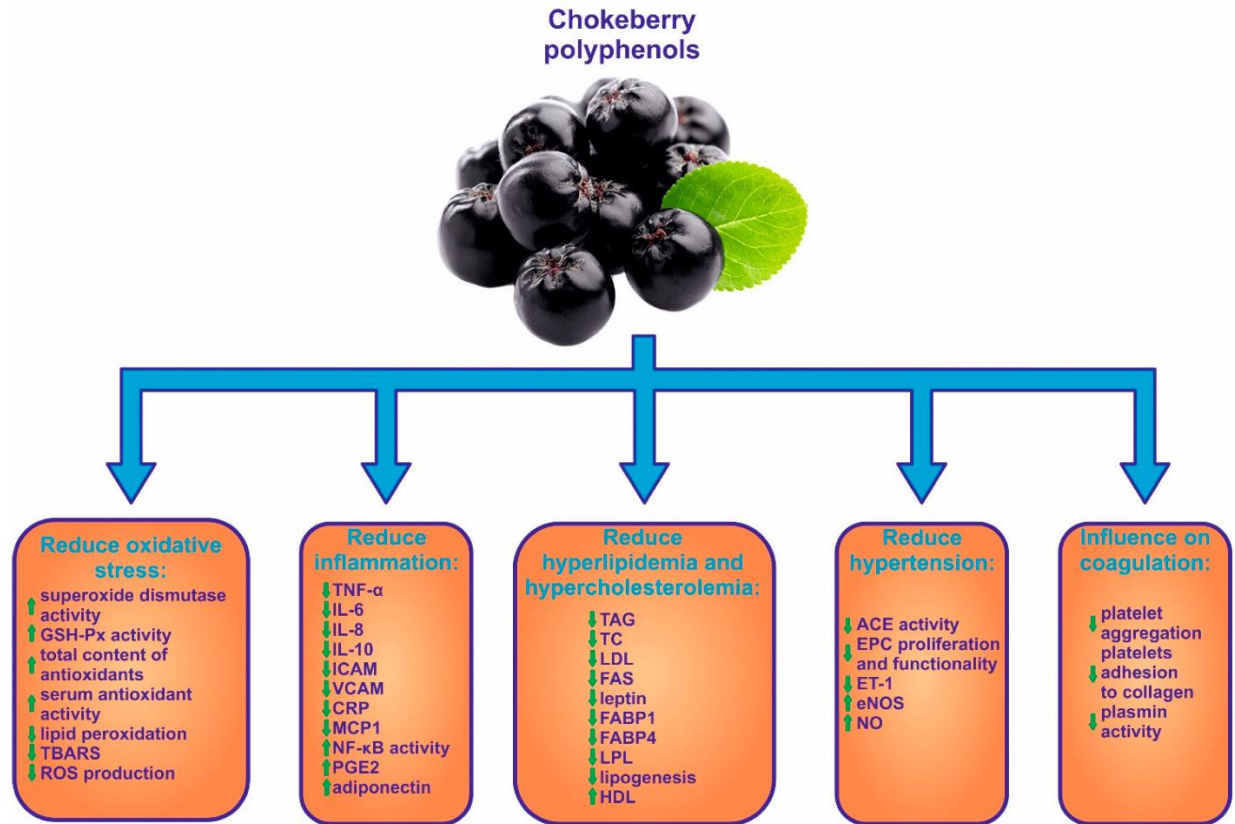 Chokeberry
polyphenols
Reduce oxidative
stress:
↑ superoxide dismutase
activity
↑ GSH-Px activity
↑ total content of
antioxidants
↑ serum antioxidant
activity
↓ lipid peroxidation
↓ TBARS
↓ ROS production
Reduce
inflammation:
↓ TNF-α
↓ IL-6
↓ IL-8
↓ IL-10
↓ ICAM
↓ VCAM
↓ CRP
↓ MCP1
↑ NF-κB activity
↑ PGE2
↑ adiponectin
Reduce
hyperlipidemia and
hypercholesterolemia:
↓ TAG
↓ TC
↓ LDL
↓ FAS
↓ leptin
↓ FABP1
↓ FABP4
↓ LPL
↓ lipogenesis
↑ HDL
Reduce
hypertension:
↓ ACE activity
↓ EPC proliferation
and functionality
↓ ET-1
↑ eNOS
↑ NO
Influence on
coagulation:
↓ platelet
aggregation
platelets
↓ adhesion
to collagen
↓ plasmin
activity